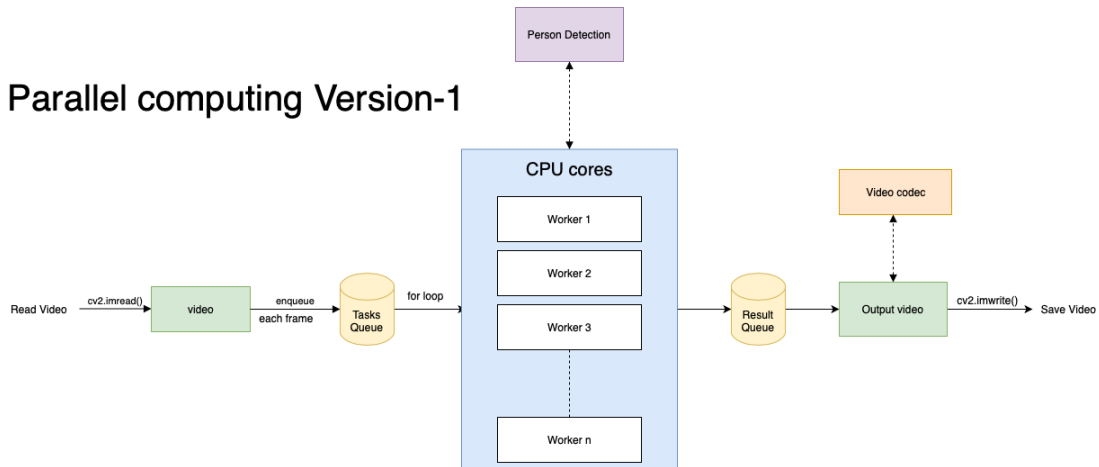 Person Detection
Parallel computing Version-1
CPU cores
Worker 1
Worker 2
Worker 3
Worker n
Read Video
cv2.imread()
video
enqueue
each frame
Tasks
Queue
for loop
Result
Queue
Video codec
Output video
cv2.imwrite()
Save Video